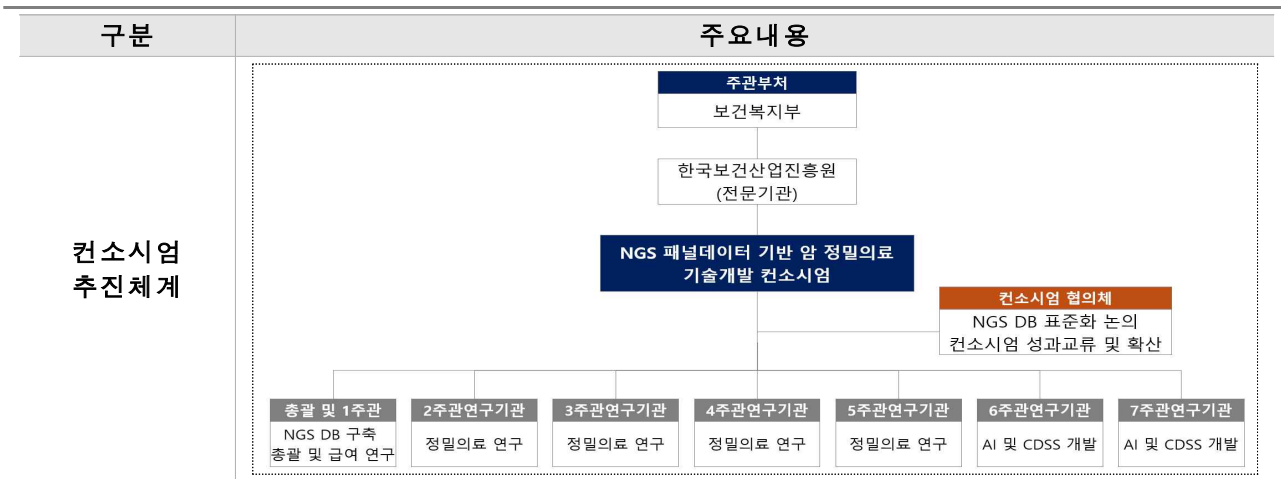 구분
주요내용
컨소시엄
추진체계
주관부처
보건복지부
한국보건산업진흥원
(전문기관)
NGS 패널데이터 기반 암 정밀의료
기술개발 컨소시엄
컨소시엄 협의체
NGS DB 표준화 논의
컨소시엄 성과교류 및 확산
총괄 및 1주관
NGS DB 구축
총괄 및 급여 연구
2주관연구기관
정밀의료 연구
3주관연구기관
정밀의료 연구
4주관연구기관
정밀의료 연구
5주관연구기관
정밀의료 연구
6주관연구기관
AI 및 CDSS 개발
7주관연구기관
AI 및 CDSS 개발